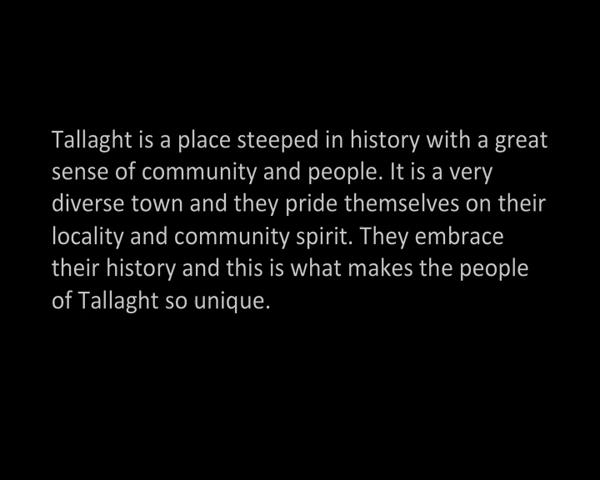 Tallaght is a place steeped in history with a great
sense of community and people. It is a very
diverse town and they pride themselves on their
locality and community spirit. They embrace
their history and this is what makes the people
of Tallaght so unique.